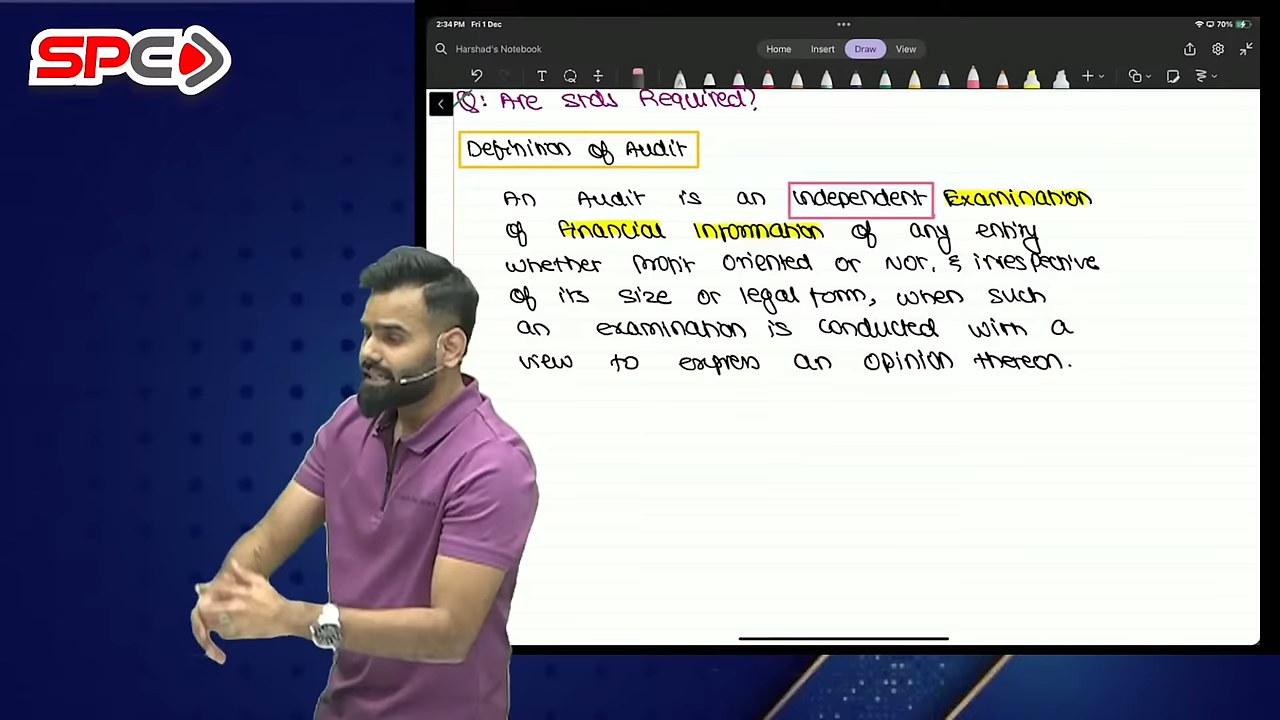 SPC
2:34 PM Fri 1 Dec
70%
Harshad's Notebook
Home Insert Draw View
Q: Are stds Required?
Definition of Audit
An Audit is an independent Examination
of financial information of any entity
whether profit oriented or not, & irrespective
of its size or legal form, when such
an examination is conducted with a
view to express an opinion thereon.